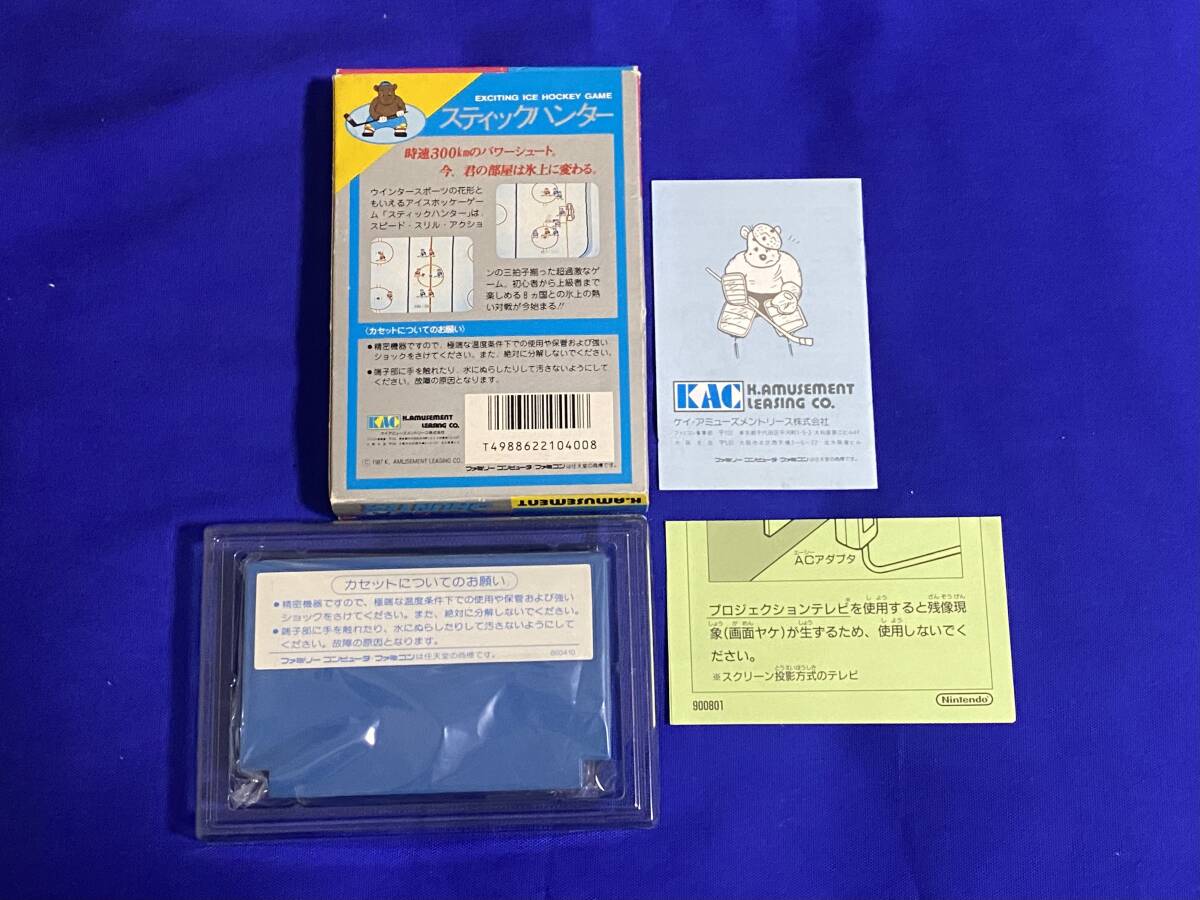 EXCITING ICE HOCKEY GAME
スティックハンター
時速300kmのパワーシュート。
今、君の部屋は氷上に変わる。
ウインタースポーツの花形と
もいえるアイスホッケーゲー
ム「スティックハンター」は、
スピード・スリル・アクショ
ンの三拍子揃った超過激なゲ
ーム。初心者から上級者まで
楽しめる8ヵ国との氷上の熱
い対戦が今始まる!!
〈カセットについてのお願い〉
●精密機器ですので、極端な温度条件下での使用や保管および強い
ショックをさけてください。また、絶対に分解しないでください。
●端子部に手を触れたり、水にぬらしたりして汚さないようにして
ください。故障の原因となります。
KAC K.AMUSEMENT
LEASING CO.
ケイ・アミューズメントリース株式会社
T4988622104008
© 1987 K. AMUSEMENT LEASING CO.
ファミリーコンピュータ・ファミコンは任天堂の商標です。
K.AMUSEMENT
KAC K.AMUSEMENT
LEASING CO.
ケイ・アミューズメントリース株式会社
ファミリーコンピュータ・ファミコンは任天堂の商標です。
カセットについてのお願い
●精密機器ですので、極端な温度条件下での使用や保管および強い
ショックをさけてください。また、絶対に分解しないでください。
●端子部に手を触れたり、水にぬらしたりして汚さないようにして
ください。故障の原因となります。
ファミリーコンピュータ・ファミコンは任天堂の商標です。
860410
エーシー
ACアダプタ
プロジェクションテレビ※を使用すると残像現
象(画面ヤケ)が生ずるため、使用しないでく
ださい。
※スクリーン投影方式のテレビ
900801
Nintendo